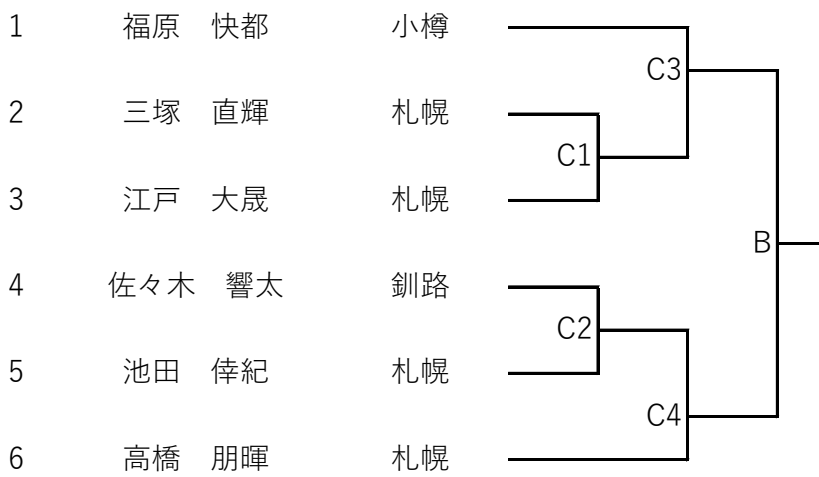 1 福原 快都 小樽
C3
2 三塚 直輝 札幌
C1
3 江戸 大晟 札幌
B
4 佐々木 響太 釧路
C2
5 池田 倖紀 札幌
C4
6 高橋 朋暉 札幌